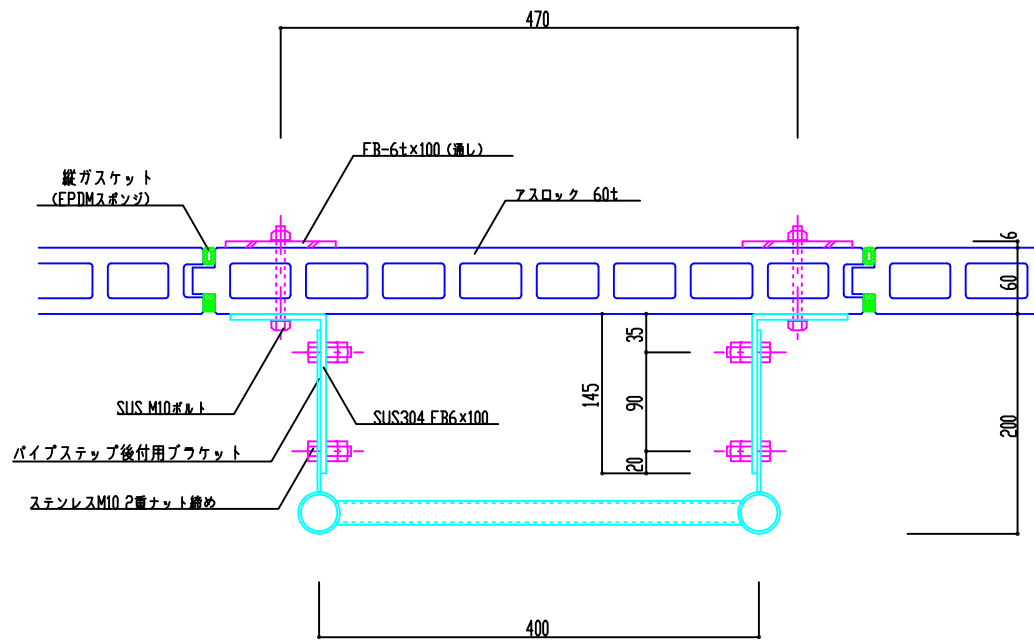 470
FB-6t×100 (通し)
縦ガスケット
(EPDMスポンジ)
アスロック 60t
6
60
35
145
90
200
20
SUS M10ボルト
SUS304 FB6×100
パイプステップ後付用ブラケット
ステンレスM10 2重ナット締め
400